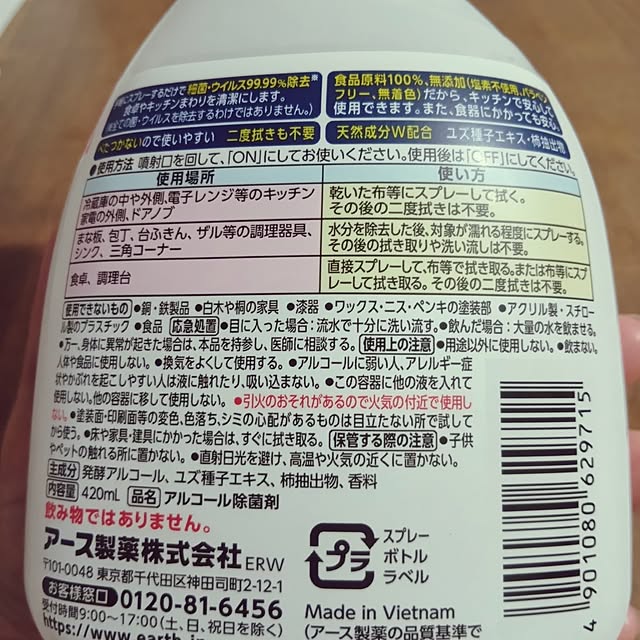 にスプレーするだけで 細菌・ウイルス99.99%除去※
食卓やキッチンまわりを清潔にします。
全ての菌・ウイルスを除去するわけではありません。)
食品原料100%、無添加(塩素不使用、パラベン
フリー、無着色)だから、キッチンで安心して
使用できます。また、食器にかかっても安心
べたつかないので使いやすい 二度拭きも不要
天然成分W配合 ユズ種子エキス・柿抽出物
●使用方法 噴射口を回して、「ON」にしてお使いください。使用後は「OFF」にしてください。
使用場所 使い方
冷蔵庫の中や外側、電子レンジ等のキッチン
家電の外側、ドアノブ
乾いた布等にスプレーして拭く。
その後の二度拭きは不要。
まな板、包丁、台ふきん、ザル等の調理器具、
シンク、三角コーナー
水分を除去した後、対象が濡れる程度にスプレーする。
その後の拭き取りや洗い流しは不要。
食卓、調理台
直接スプレーして、布等で拭き取る。または布等にスプ
レーして拭きとる。その後の二度拭きは不要。
使用できないもの ●銅・鉄製品 ●白木や桐の家具 ●漆器 ●ワックス・ニス・ペンキの塗装部 ●アクリル製・スチロー
ル製のプラスチック ●食品 応急処置 ●目に入った場合:流水で十分に洗い流す。●飲んだ場合:大量の水を飲ませる。
●万一、身体に異常が起きた場合は、本品を持参し、医師に相談する。 使用上の注意 ●用途以外に使用しない。●飲まない。
人体や食品に使用しない。 ●換気をよくして使用する。 ●アルコールに弱い人、アレルギー症
状やかぶれを起こしやすい人は液に触れたり、吸い込まない。 ●この容器に他の液を入れて
使用しない。他の容器に移して使用しない。 ●引火のおそれがあるので火気の付近で使用し
ない。●塗装面・印刷面等の変色、色落ち、シミの心配があるものは目立たない所で試して
から使う。 ●床や家具・建具にかかった場合は、すぐに拭き取る。 保管する際の注意 ●子供
やペットの触れる所に置かない。 ●直射日光を避け、高温や火気の近くに置かない。
主成分 発酵アルコール、ユズ種子エキス、柿抽出物、香料
内容量 420mL 品名 アルコール除菌剤
飲み物ではありません。
アース製薬株式会社 ERW
〒101-0048 東京都千代田区神田司町2-12-1
お客様窓口 0120-81-6456
受付時間 9:00~17:00(土、日、祝日を除く)
https://www.earth.
プラ
スプレー
ボトル
ラベル
Made in Vietnam
(アース製薬の品質基準で
4 901080 629715